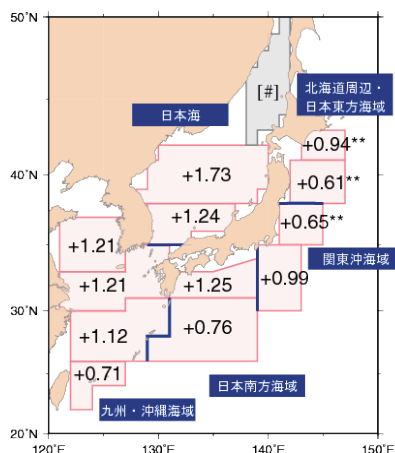 50˚N
40˚N
30˚N
20˚N
120˚E
130˚E
140˚E
150˚E
[#]
北海道周辺・
日本東方海域
日本海
+0.94**
+1.73
+0.61**
+1.24
+0.65**
+1.21
関東沖海域
+1.21
+1.25
+0.99
+1.12
+0.76
+0.71
日本南方海域
九州・沖縄海域